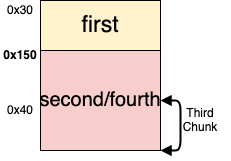 0x30
first
0x150
second/fourth
0x40
Third
Chunk